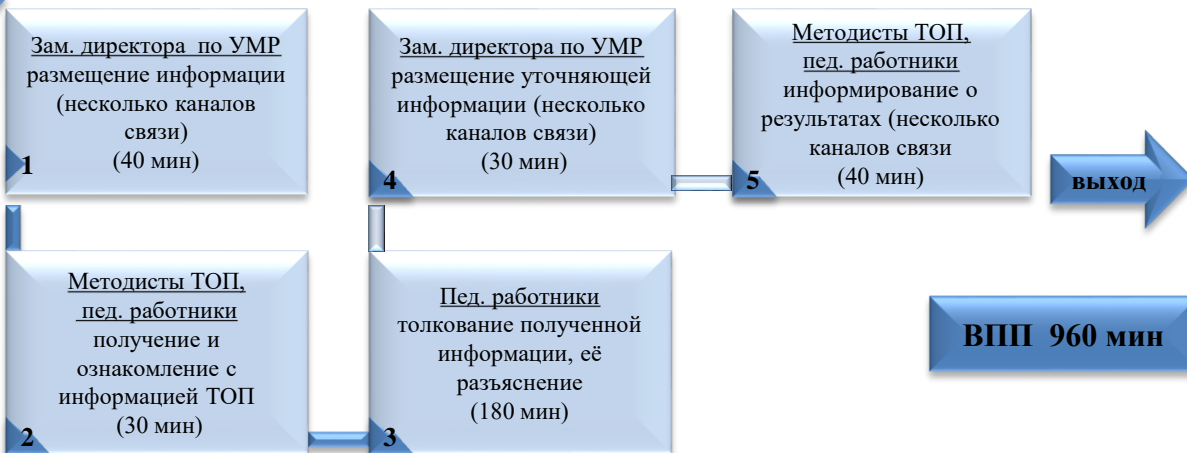 Зам. директора по УМР
размещение информации
(несколько каналов
связи)
(40 мин)
1
Методисты ТОП,
пед. работники
получение и
ознакомление с
информацией ТОП
(30 мин)
2
Пед. работники
толкование полученной
информации, её
разъяснение
(180 мин)
3
Зам. директора по УМР
размещение уточняющей
информации (несколько
каналов связи)
(30 мин)
4
Методисты ТОП,
пед. работники
информирование о
результатах (несколько
каналов связи
(40 мин)
5
выход
ВПП 960 мин